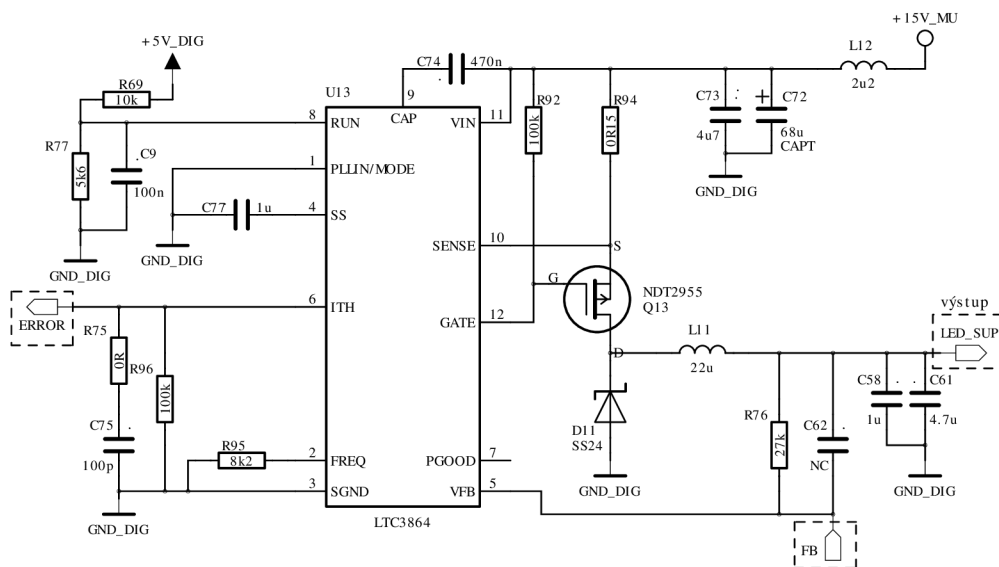 +15V_MU
+5V_DIG
L12
2u2
C74
470n
R69
10k
U13
9
CAP
R92
100k
R94
0R15
C73
4u7
C72
68u
CAPT
8
RUN
VIN
11
R77
5k6
C9
100n
1
PLLIN/MODE
GND_DIG
C77
1u
4
SS
SENSE
10
S
GND_DIG
GND_DIG
G
NDT2955
Q13
6
ITH
ERROR
GATE
12
výstup
LED_SUP
R75
0R
R96
100k
D
L11
22u
C58
1u
C61
4.7u
R76
27k
C62
NC
D11
SS24
C75
100p
R95
8k2
2
FREQ
PGOOD
7
3
SGND
VFB
5
GND_DIG
GND_DIG
GND_DIG
LTC3864
FB